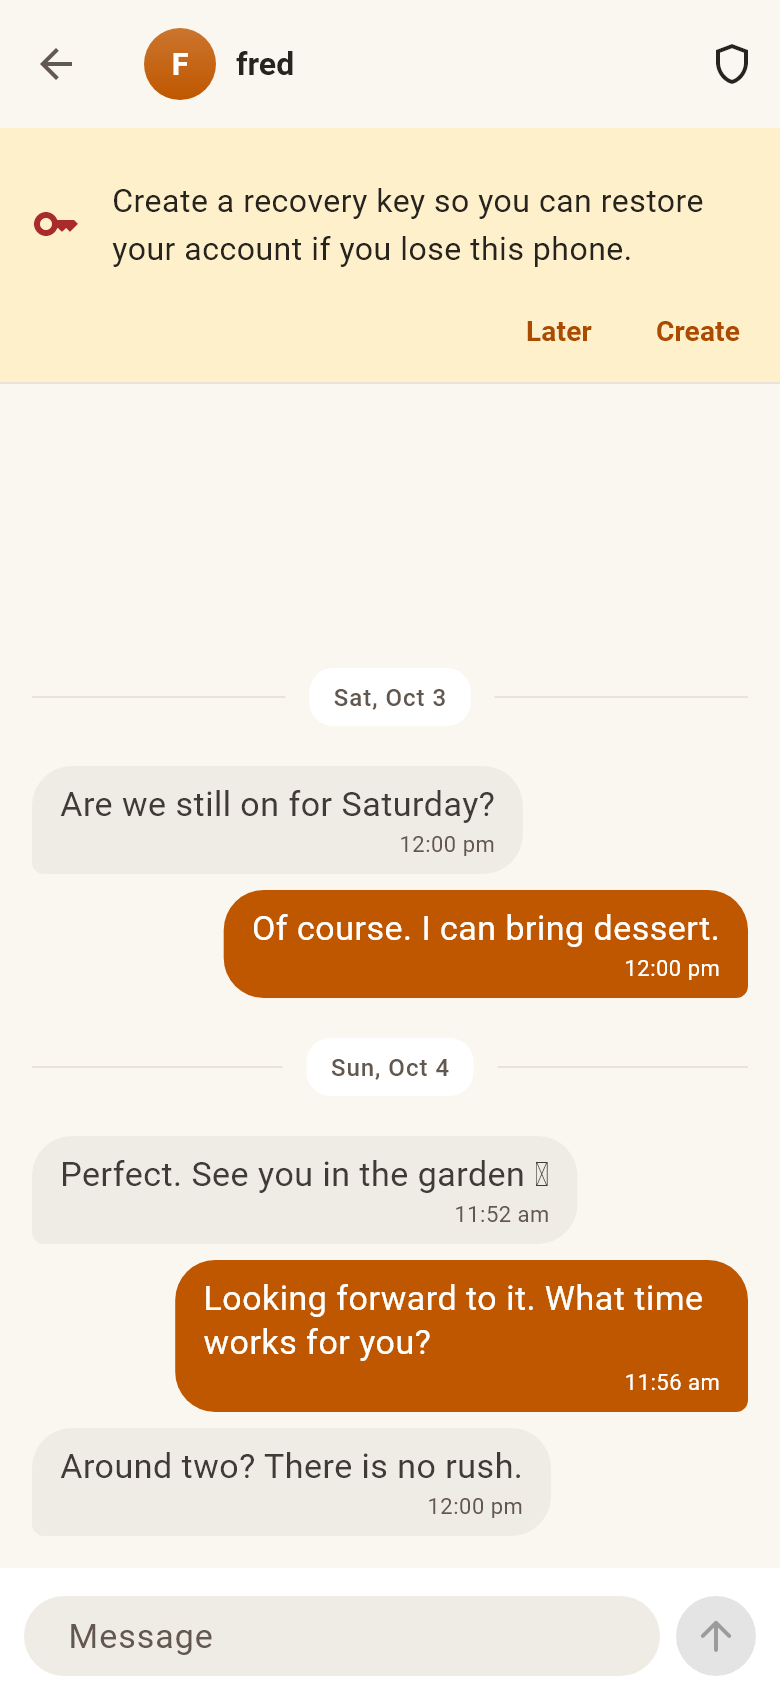 F
fred
Create a recovery key so you can restore
your account if you lose this phone.
Later
Create
Sat, Oct 3
Are we still on for Saturday?
12:00 pm
Of course. I can bring dessert.
12:00 pm
Sun, Oct 4
Perfect. See you in the garden
11:52 am
Looking forward to it. What time
works for you?
11:56 am
Around two? There is no rush.
12:00 pm
Message